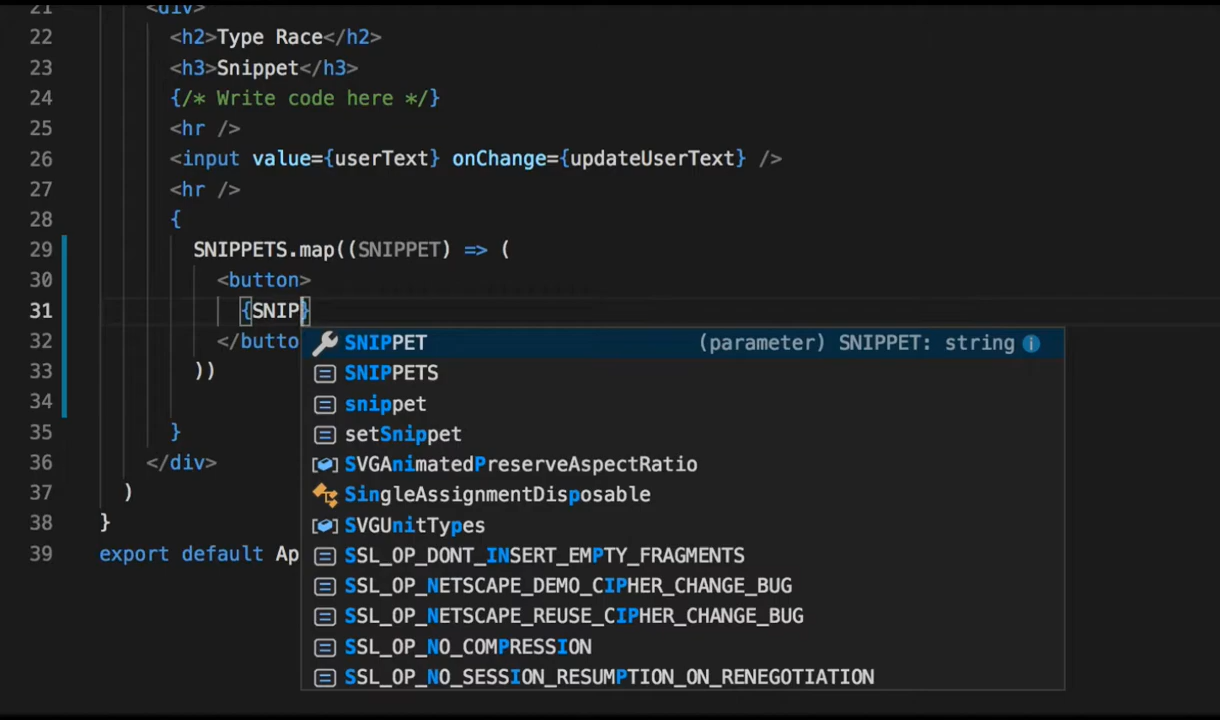 21 <div>
22 <h2>Type Race</h2>
23 <h3>Snippet</h3>
24 {/* Write code here */}
25 <hr />
26 <input value={userText} onChange={updateUserText} />
27 <hr />
28 {
29 SNIPPETS.map((SNIPPET) => (
30 <button>
31 {SNIP}
32 </butto
SNIPPET (parameter) SNIPPET: string
33 ))
SNIPPETS
34
snippet
35 }
setSnippet
36 </div>
SVGAnimatedPreserveAspectRatio
37 )
SingleAssignmentDisposable
38 }
SVGUnitTypes
39 export default Ap
SSL_OP_DONT_INSERT_EMPTY_FRAGMENTS
SSL_OP_NETSCAPE_DEMO_CIPHER_CHANGE_BUG
SSL_OP_NETSCAPE_REUSE_CIPHER_CHANGE_BUG
SSL_OP_NO_COMPRESSION
SSL_OP_NO_SESSION_RESUMPTION_ON_RENEGOTIATION